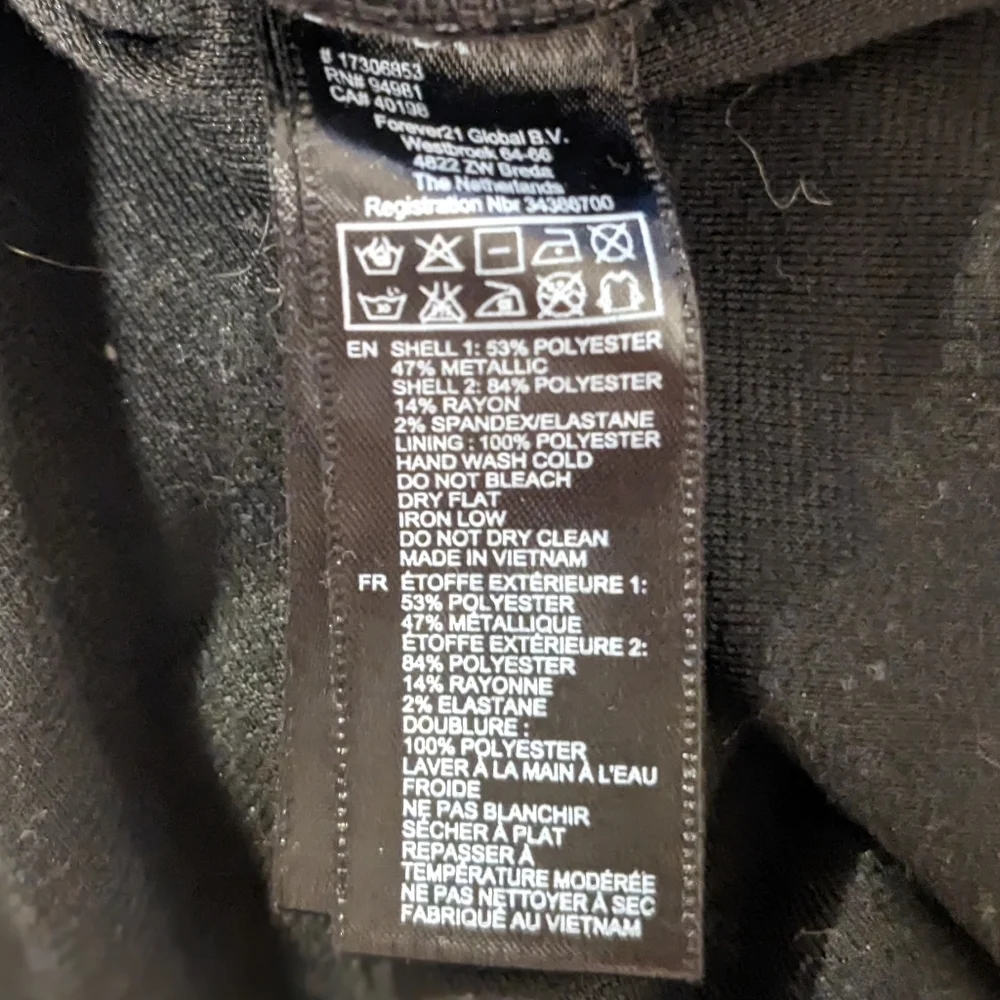 # 17306853
RN# 94981
CA# 40198
Forever21 Global B.V.
Westbroek 64-66
4822 ZW Breda
The Netherlands
Registration Nbr 34386700
EN SHELL 1: 53% POLYESTER
47% METALLIC
SHELL 2: 84% POLYESTER
14% RAYON
2% SPANDEX/ELASTANE
LINING : 100% POLYESTER
HAND WASH COLD
DO NOT BLEACH
DRY FLAT
IRON LOW
DO NOT DRY CLEAN
MADE IN VIETNAM
FR ÉTOFFE EXTÉRIEURE 1:
53% POLYESTER
47% MÉTALLIQUE
ÉTOFFE EXTÉRIEURE 2:
84% POLYESTER
14% RAYONNE
2% ÉLASTANE
DOUBLURE :
100% POLYESTER
LAVER À LA MAIN À L'EAU
FROIDE
NE PAS BLANCHIR
SÉCHER À PLAT
REPASSER À
TEMPÉRATURE MODÉRÉE
NE PAS NETTOYER À SEC
FABRIQUÉ AU VIETNAM